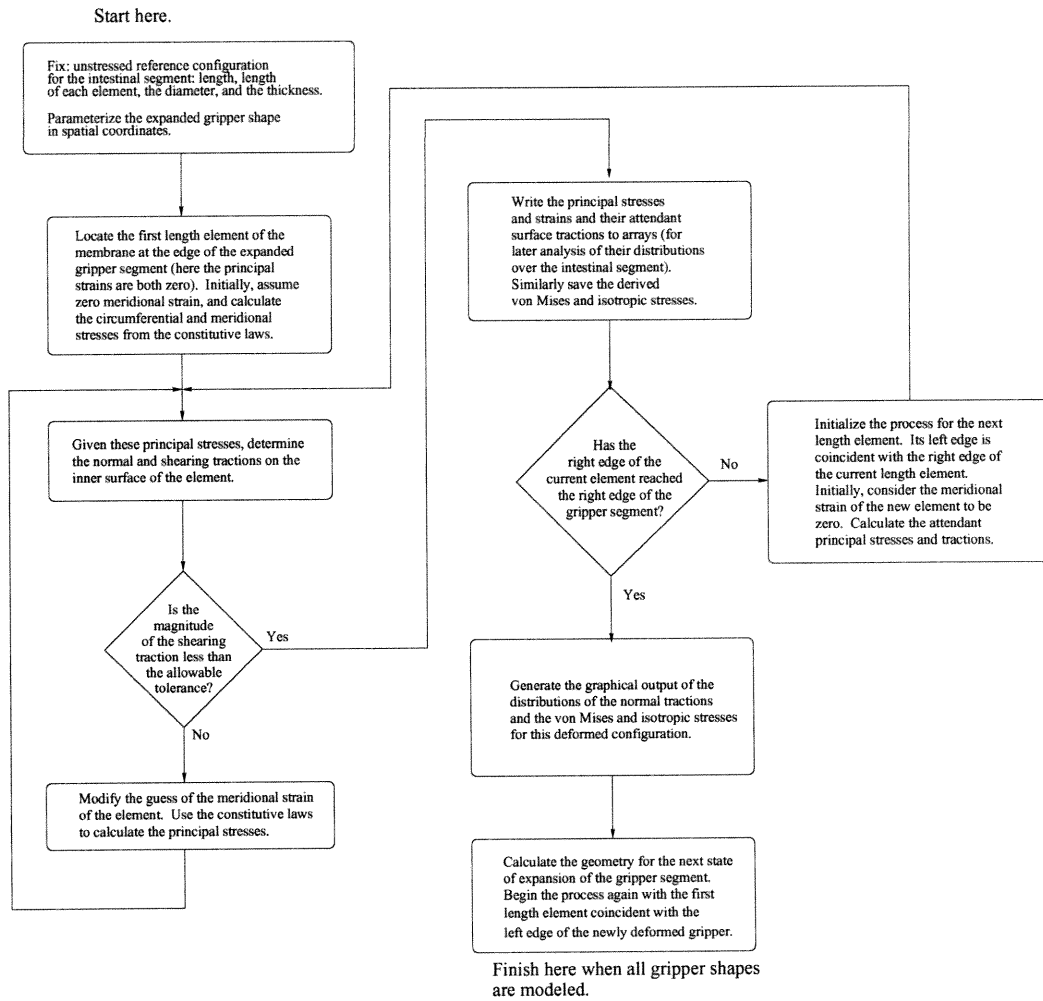 Start here.
Fix: unstressed reference configuration
for the intestinal segment: length, length
of each element, the diameter, and the thickness.
Parameterize the expanded gripper shape
in spatial coordinates.
Locate the first length element of the
membrane at the edge of the expanded
gripper segment (here the principal
strains are both zero). Initially, assume
zero meridional strain, and calculate
the circumferential and meridional
stresses from the constitutive laws.
Given these principal stresses, determine
the normal and shearing tractions on the
inner surface of the element.
Is the
magnitude
of the shearing
traction less than
the allowable
tolerance?
Yes
No
Modify the guess of the meridional strain
of the element. Use the constitutive laws
to calculate the principal stresses.
Write the principal stresses
and strains and their attendant
surface tractions to arrays (for
later analysis of their distributions
over the intestinal segment).
Similarly save the derived
von Mises and isotropic stresses.
Has the
right edge of the
current element reached
the right edge of the
gripper segment?
No
Yes
Initialize the process for the next
length element. Its left edge is
coincident with the right edge of
the current length element.
Initially, consider the meridional
strain of the new element to be
zero. Calculate the attendant
principal stresses and tractions.
Generate the graphical output of the
distributions of the normal tractions
and the von Mises and isotropic stresses
for this deformed configuration.
Calculate the geometry for the next state
of expansion of the gripper segment.
Begin the process again with the first
length element coincident with the
left edge of the newly deformed gripper.
Finish here when all gripper shapes
are modeled.